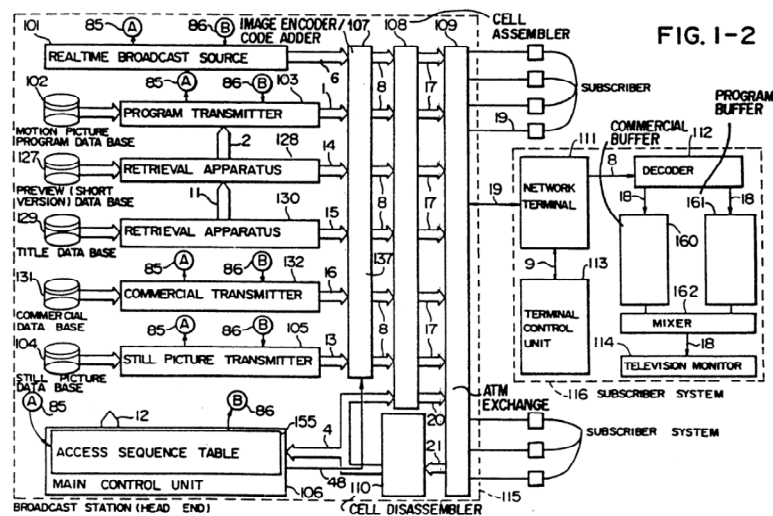 FIG. 1-2
85
86
A
B
IMAGE ENCODER/
CODE ADDER
107
108
CELL
ASSEMBLER
109
101
REALTIME BROADCAST SOURCE
6
8
17
SUBSCRIBER
19
102
85
A
86
B
103
PROGRAM TRANSMITTER
1
8
17
MOTION PICTURE
PROGRAM DATA BASE
2
127
128
RETRIEVAL APPARATUS
14
8
17
PREVIEW (SHORT
VERSION) DATA BASE
11
129
130
RETRIEVAL APPARATUS
15
8
17
TITLE DATA BASE
137
131
85
A
86
B
132
COMMERCIAL TRANSMITTER
16
8
17
COMMERCIAL
DATA BASE
104
85
A
86
B
105
STILL PICTURE TRANSMITTER
13
8
17
STILL PICTURE
DATA BASE
A
85
12
B
86
155
ACCESS SEQUENCE TABLE
MAIN CONTROL UNIT
106
4
48
110
20
21
ATM
EXCHANGE
CELL DISASSEMBLER
115
BROADCAST STATION (HEAD END)
19
111
NETWORK
TERMINAL
9
113
TERMINAL
CONTROL
UNIT
COMMERCIAL
BUFFER
PROGRAM
BUFFER
112
8
DECODER
18
161
18
160
162
MIXER
114
18
TELEVISION MONITOR
116
SUBSCRIBER SYSTEM
SUBSCRIBER SYSTEM